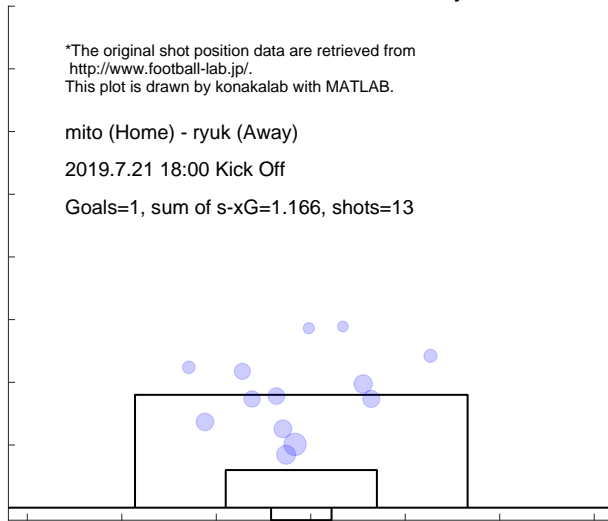 *The original shot position data are retrieved from
http://www.football-lab.jp/.
This plot is drawn by konakalab with MATLAB.
mito (Home) - ryuk (Away)
2019.7.21 18:00 Kick Off
Goals=1, sum of s-xG=1.166, shots=13